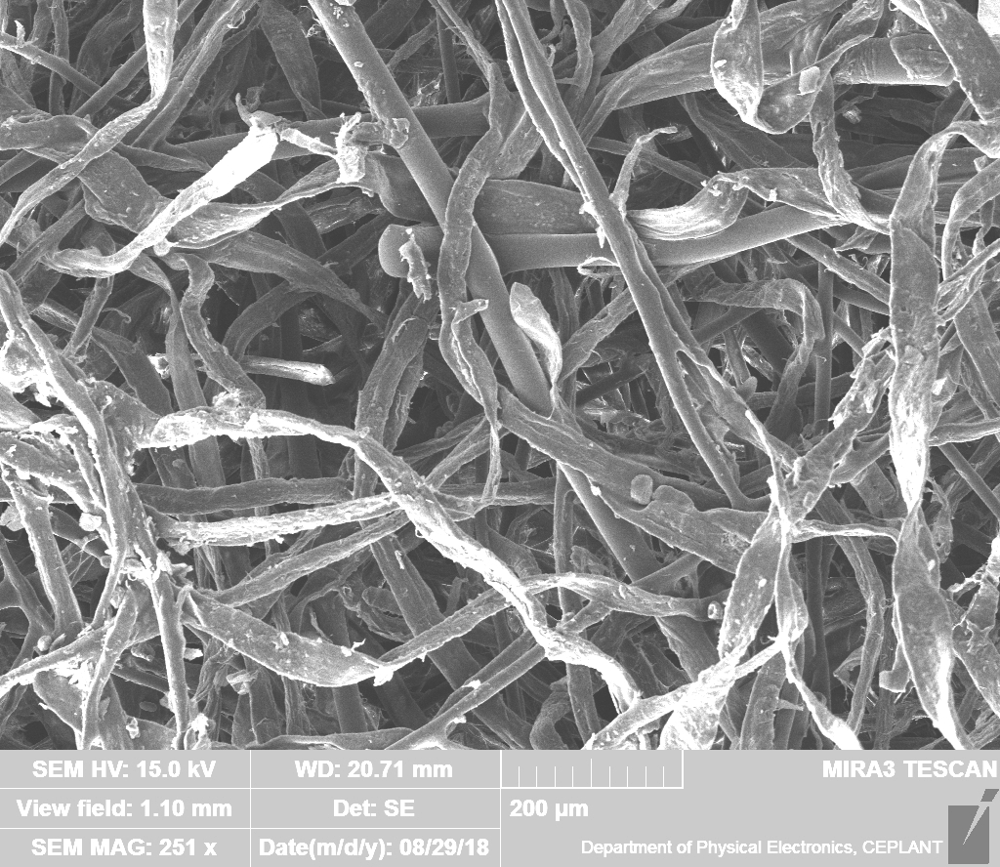 SEM HV: 15.0 kV
WD: 20.71 mm
MIRA3 TESCAN
View field: 1.10 mm
Det: SE
200 µm
SEM MAG: 251 x
Date(m/d/y): 08/29/18
Department of Physical Electronics, CEPLANT